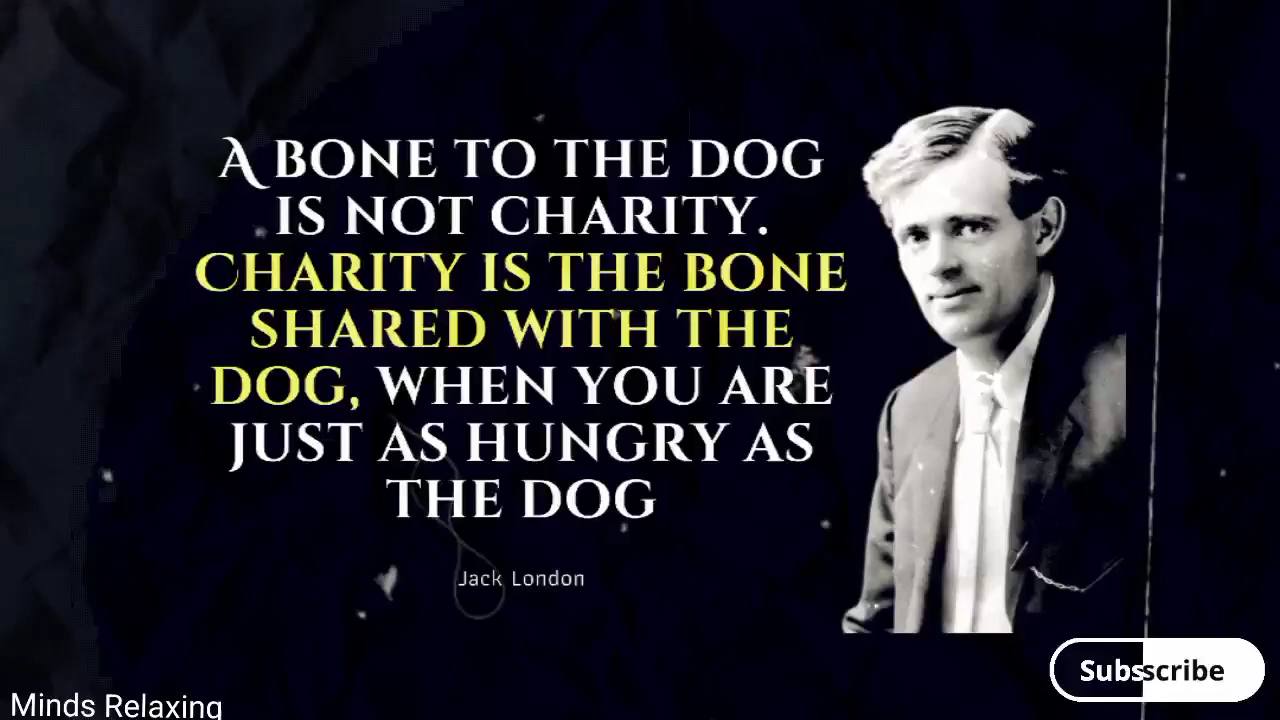 A BONE TO THE DOG
IS NOT CHARITY.
CHARITY IS THE BONE
SHARED WITH THE
DOG, WHEN YOU ARE
JUST AS HUNGRY AS
THE DOG
Jack London
Subsscribe
Minds Relaxing